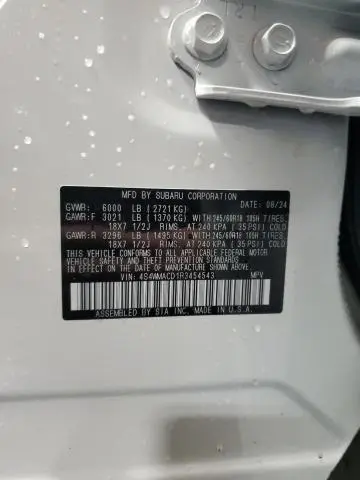 MFD BY SUBARU CORPORATION
DATE: 08/24
GVWR: 6000 LB (2721 KG)
GAWR:F 3021 LB (1370 KG) WITH 245/60R18 105H TIRES,
18X7 1/2J RIMS, AT 240 KPA (35 PSI) COLD
GAWR:R 3296 LB (1495 KG) WITH 245/60R18 105H TIRES,
18X7 1/2J RIMS, AT 240 KPA (35 PSI) COLD
THIS VEHICLE CONFORMS TO ALL APPLICABLE FEDERAL MOTOR
VEHICLE SAFETY AND BUMPER STANDARDS IN EFFECT ON THE
DATE OF MANUFACTURE SHOWN ABOVE.
VIN: 4S4WMACD1R3454543 MPV
ASSEMBLED BY SIA INC. MADE IN U.S.A.